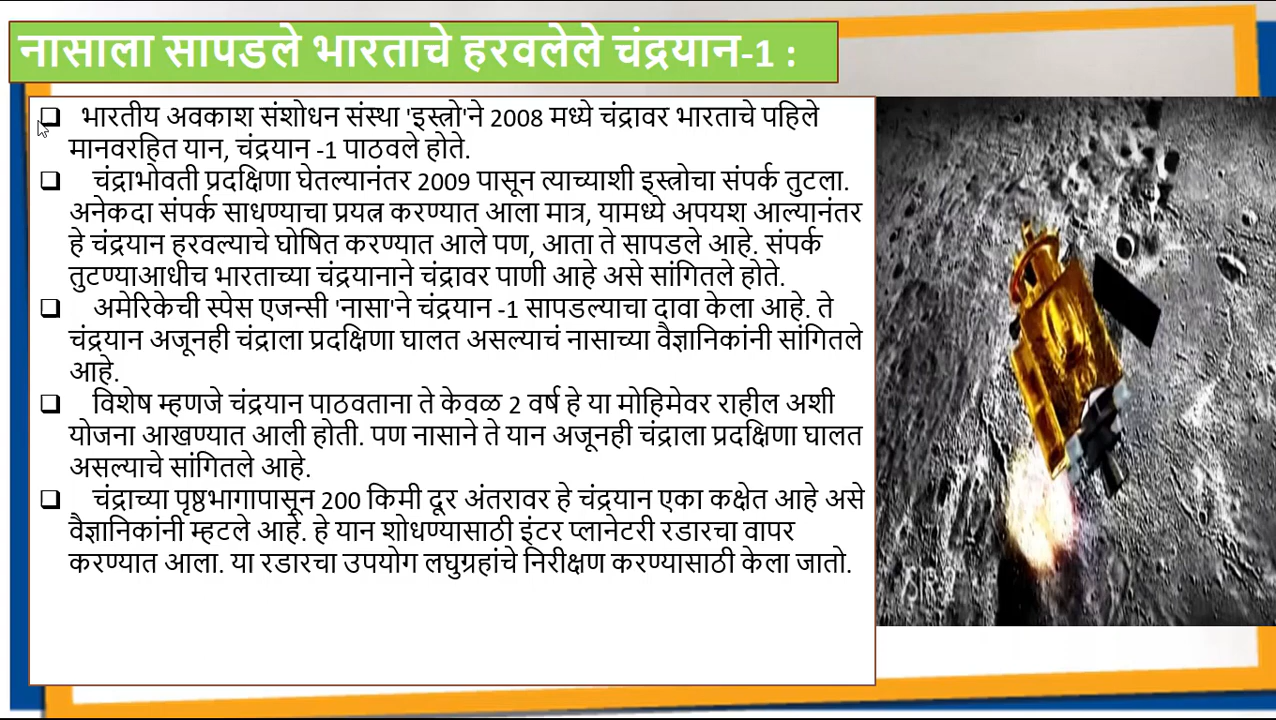 नासाला सापडले भारताचे हरवलेले चंद्रयान-1 :
❑ भारतीय अवकाश संशोधन संस्था 'इस्त्रो'ने 2008 मध्ये चंद्रावर भारताचे पहिले
मानवरहित यान, चंद्रयान -1 पाठवले होते.
❑ चंद्राभोवती प्रदक्षिणा घेतल्यानंतर 2009 पासून त्याच्याशी इस्त्रोचा संपर्क तुटला.
अनेकदा संपर्क साधण्याचा प्रयत्न करण्यात आला मात्र, यामध्ये अपयश आल्यानंतर
हे चंद्रयान हरवल्याचे घोषित करण्यात आले पण, आता ते सापडले आहे. संपर्क
तुटण्याआधीच भारताच्या चंद्रयानाने चंद्रावर पाणी आहे असे सांगितले होते.
❑ अमेरिकेची स्पेस एजन्सी 'नासा'ने चंद्रयान -1 सापडल्याचा दावा केला आहे. ते
चंद्रयान अजूनही चंद्राला प्रदक्षिणा घालत असल्याचं नासाच्या वैज्ञानिकांनी सांगितले
आहे.
❑ विशेष म्हणजे चंद्रयान पाठवताना ते केवळ 2 वर्ष हे या मोहिमेवर राहील अशी
योजना आखण्यात आली होती. पण नासाने ते यान अजूनही चंद्राला प्रदक्षिणा घालत
असल्याचे सांगितले आहे.
❑ चंद्राच्या पृष्ठभागापासून 200 किमी दूर अंतरावर हे चंद्रयान एका कक्षेत आहे असे
वैज्ञानिकांनी म्हटले आहे. हे यान शोधण्यासाठी इंटर प्लानेटरी रडारचा वापर
करण्यात आला. या रडारचा उपयोग लघुग्रहांचे निरीक्षण करण्यासाठी केला जातो.